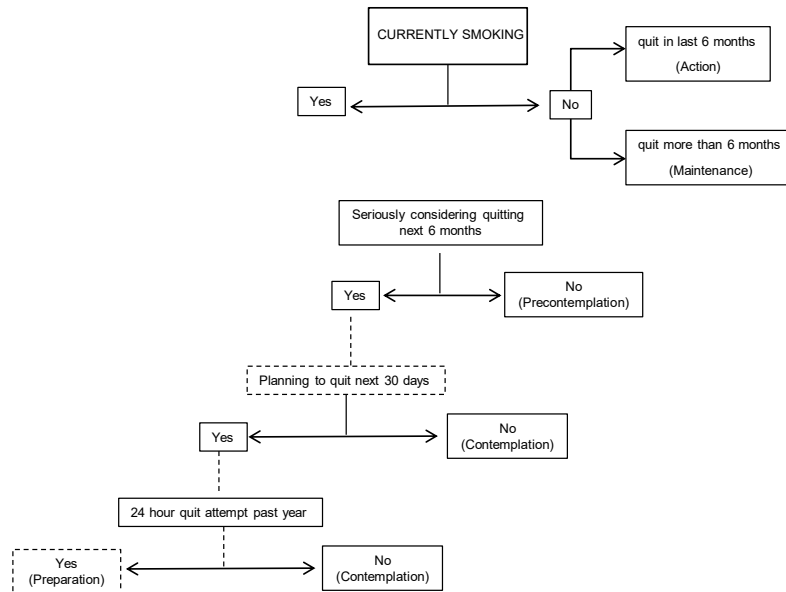 CURRENTLY SMOKING
quit in last 6 months
(Action)
Yes
No
quit more than 6 months
(Maintenance)
Seriously considering quitting
next 6 months
Yes
No
(Precontemplation)
Planning to quit next 30 days
Yes
No
(Contemplation)
24 hour quit attempt past year
Yes
(Preparation)
No
(Contemplation)